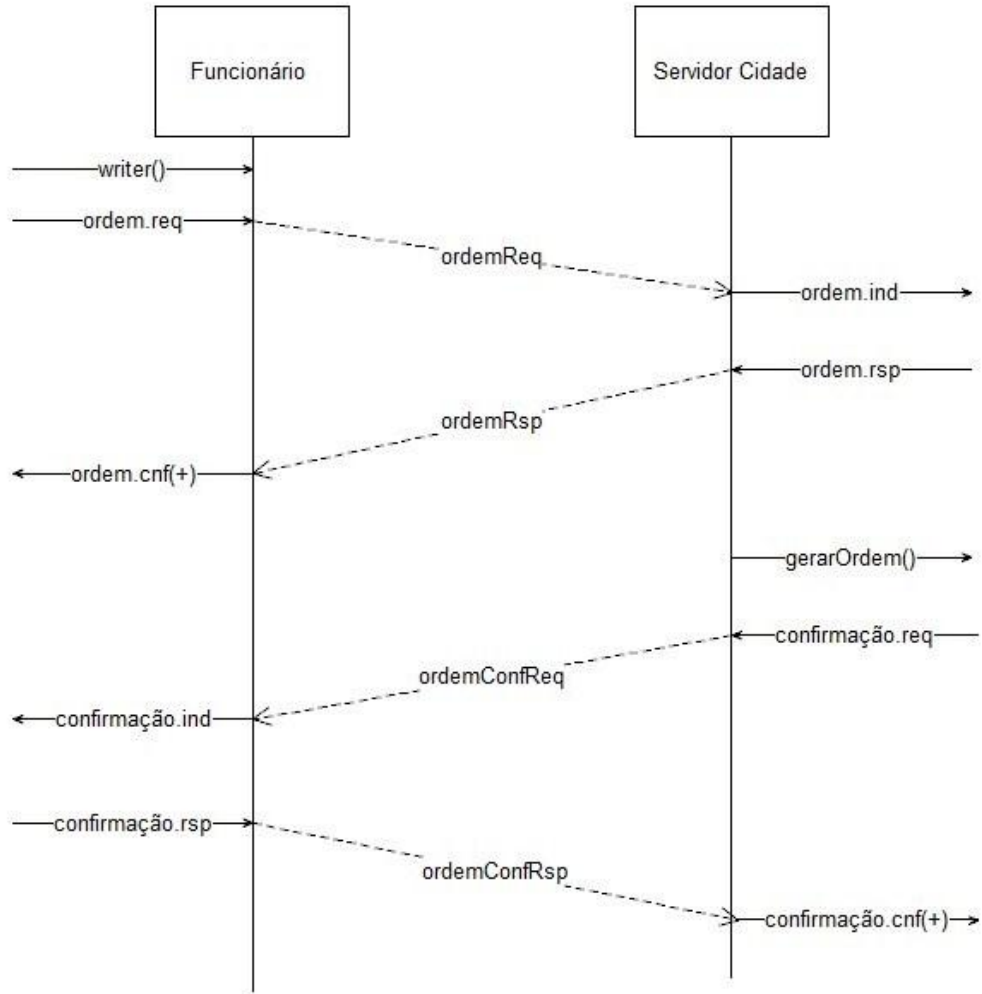 Funcionário
Servidor Cidade
writer()
ordem.req
ordemReq
ordem.ind
ordem.rsp
ordemRsp
ordem.cnf(+)
gerarOrdem()
confirmação.req
ordemConfReq
confirmação.ind
confirmação.rsp
ordemConfRsp
confirmação.cnf(+)